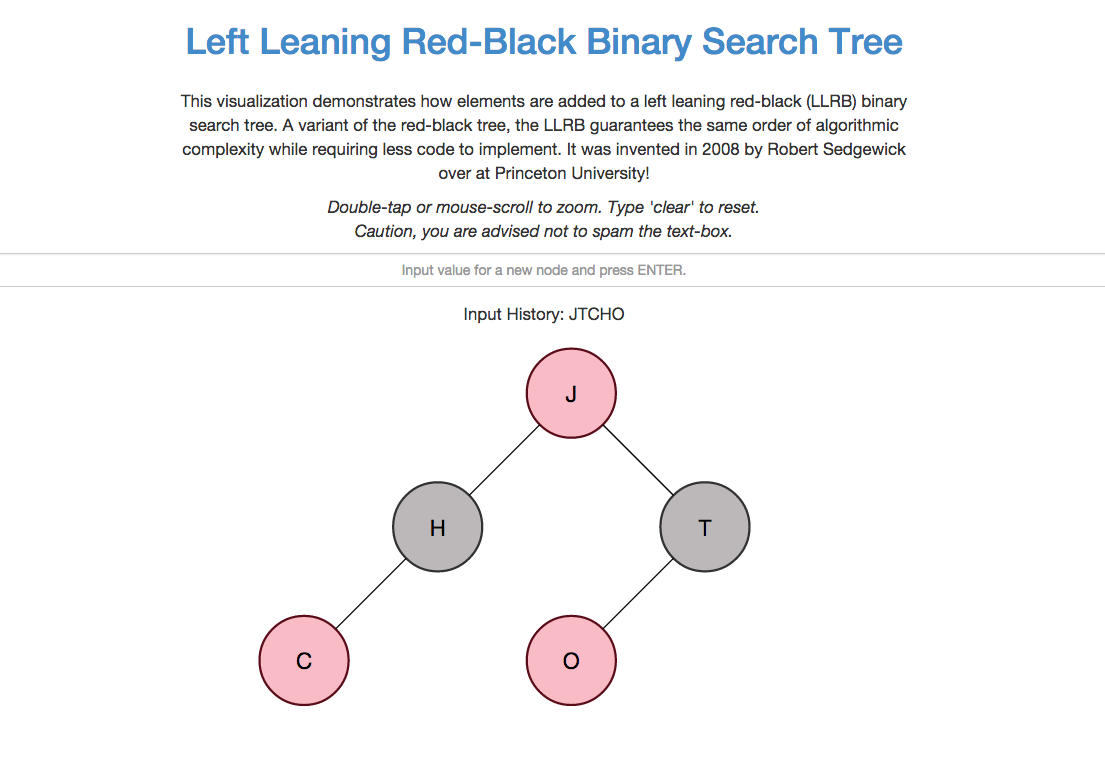 Left Leaning Red-Black Binary Search Tree
This visualization demonstrates how elements are added to a left leaning red-black (LLRB) binary
search tree. A variant of the red-black tree, the LLRB guarantees the same order of algorithmic
complexity while requiring less code to implement. It was invented in 2008 by Robert Sedgewick
over at Princeton University!
Double-tap or mouse-scroll to zoom. Type 'clear' to reset.
Caution, you are advised not to spam the text-box.
Input value for a new node and press ENTER.
Input History: JTCHO
J
H T
C O